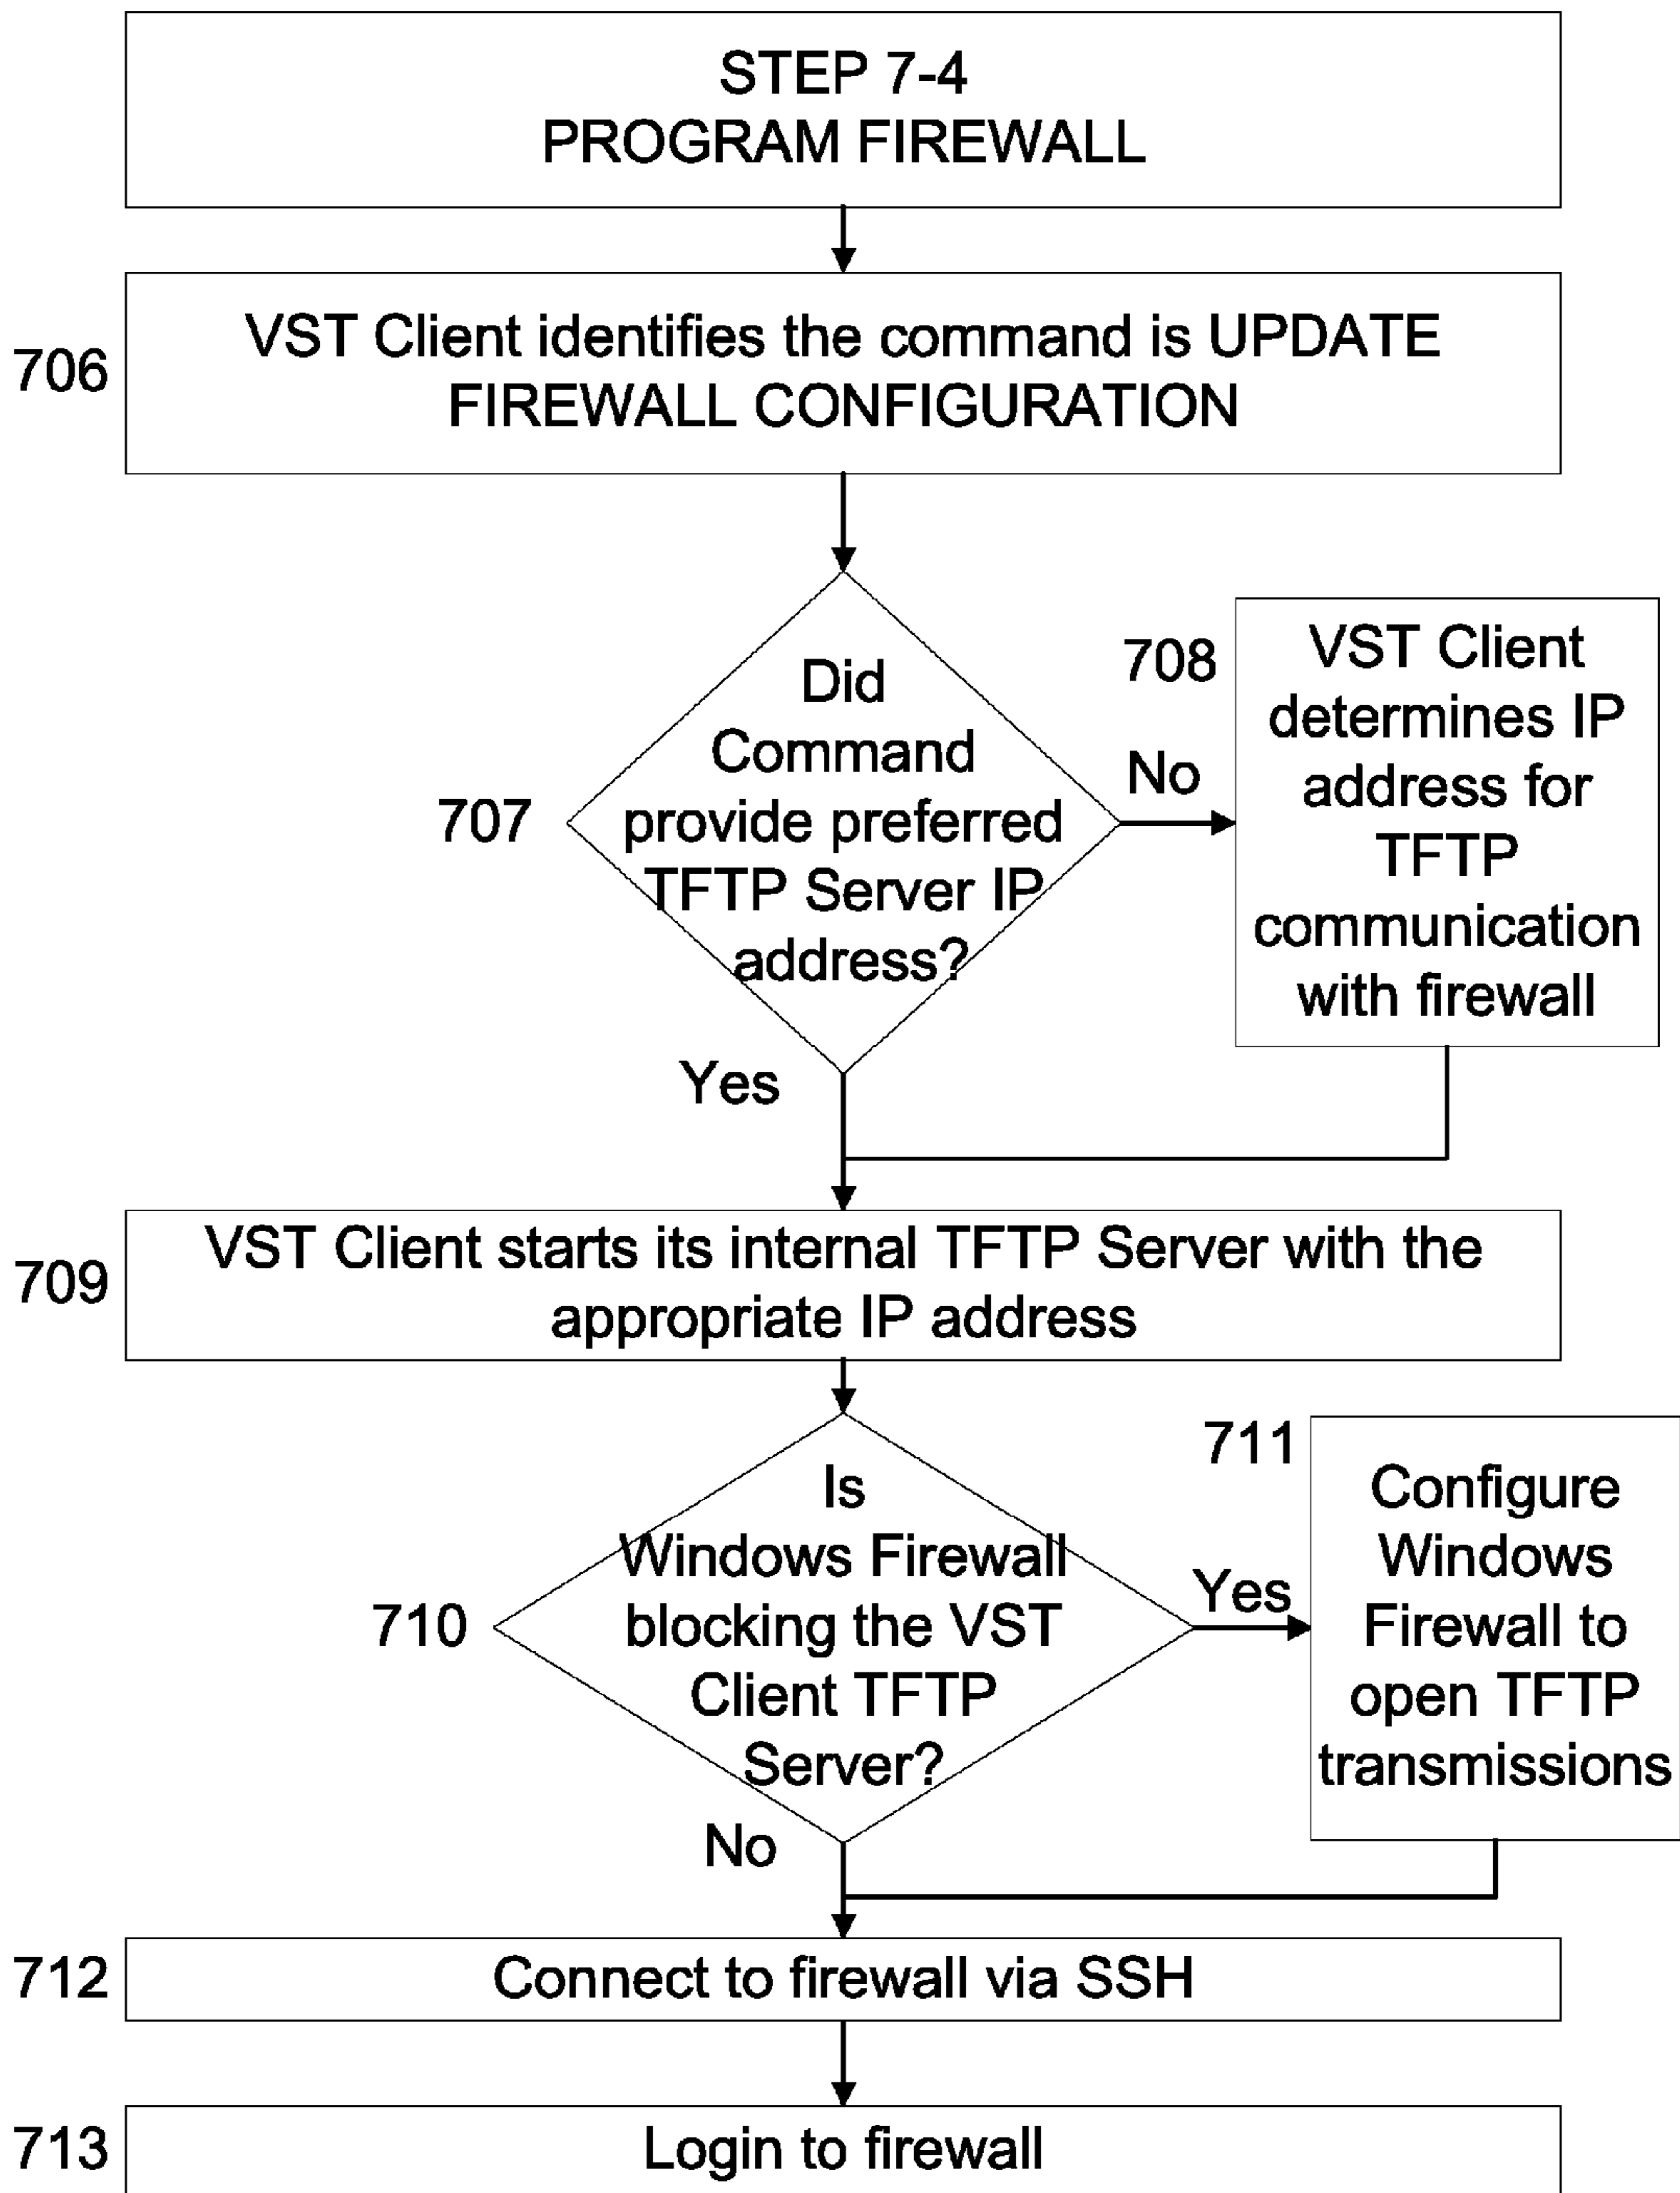 STEP 7-4
PROGRAM FIREWALL
706
VST Client identifies the command is UPDATE
FIREWALL CONFIGURATION
707
Did
Command
provide preferred
TFTP Server IP
address?
No
708
VST Client
determines IP
address for
TFTP
communication
with firewall
Yes
709
VST Client starts its internal TFTP Server with the
appropriate IP address
710
Is
Windows Firewall
blocking the VST
Client TFTP
Server?
Yes
711
Configure
Windows
Firewall to
open TFTP
transmissions
No
712
Connect to firewall via SSH
713
Login to firewall